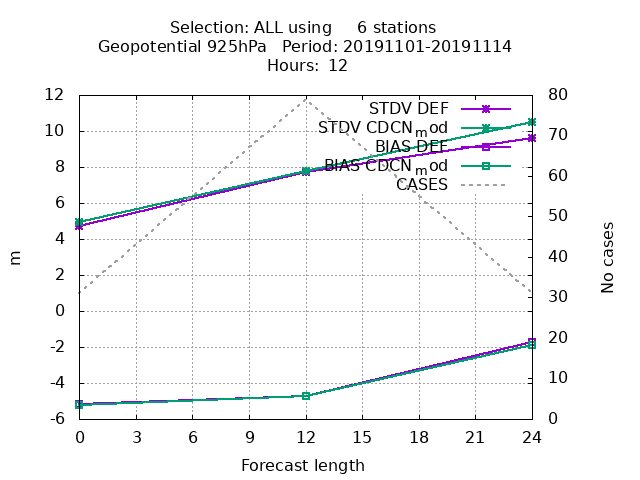 Selection: ALL using 6 stations
Geopotential 925hPa Period: 20191101-20191114
Hours: 12
12
10
8
6
4
2
0
-2
-4
-6
m
80
70
60
50
40
30
20
10
0
No cases
STDV DEF
STDV CDCNmod
BIAS DEF
BIAS CDCNmod
CASES
0 3 6 9 12 15 18 21 24
Forecast length